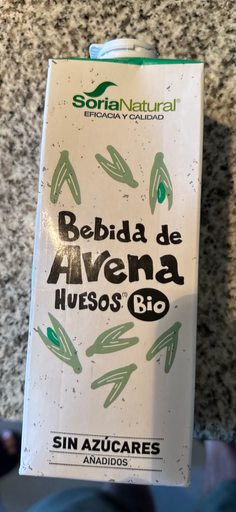 SoriaNatural®
EFICACIA Y CALIDAD
Bebida de
Avena
HUESOS® Bio
SIN AZÚCARES
AÑADIDOS